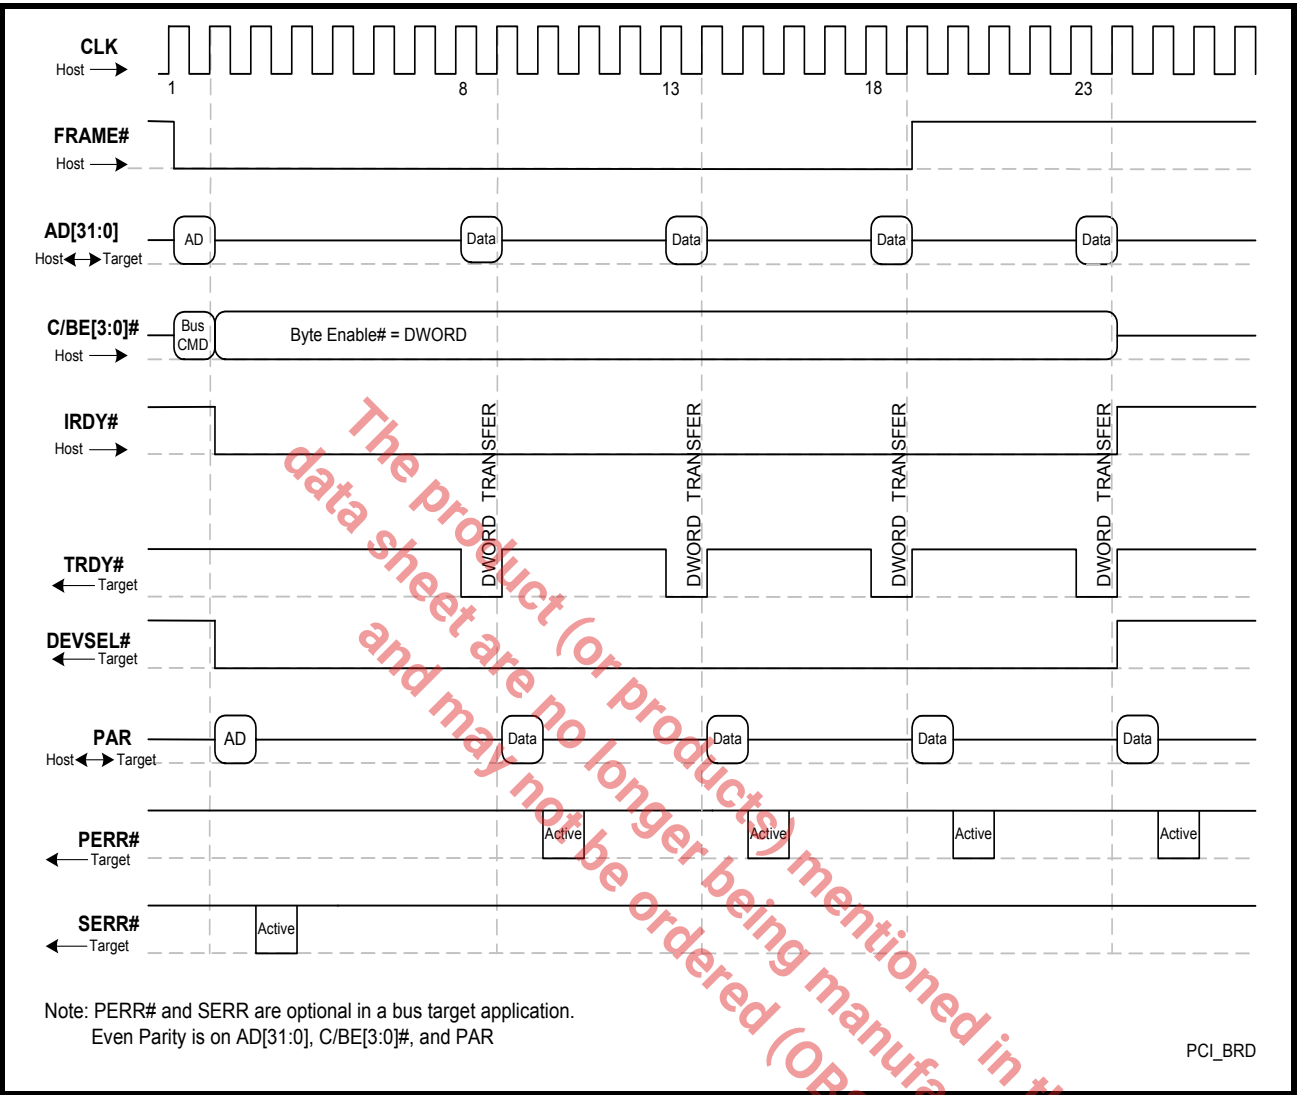 CLK
Host
1 8 13 18 23
FRAME#
Host
AD[31:0]
Host Target
AD Data Data Data Data
C/BE[3:0]#
Host
Bus
CMD
Byte Enable# = DWORD
IRDY#
Host
DWORD TRANSFER
DWORD TRANSFER
DWORD TRANSFER
DWORD TRANSFER
TRDY#
Target
DEVSEL#
Target
PAR
Host Target
AD Data Data Data Data
PERR#
Target
Active Active Active Active
SERR#
Target
Active
Note: PERR# and SERR are optional in a bus target application.
Even Parity is on AD[31:0], C/BE[3:0]#, and PAR
PCI_BRD
The product (or products) mentioned in
data sheet are no longer being
and may not be ordered